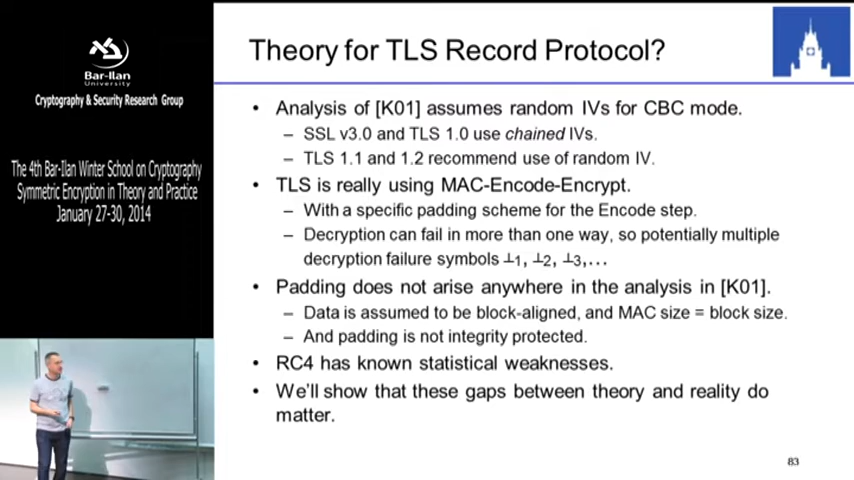 Bar-Ilan
University
Cryptography & Security Research Group
The 4th Bar-Ilan Winter School on Cryptography
Symmetric Encryption in Theory and Practice
January 27-30, 2014
Theory for TLS Record Protocol?
• Analysis of [K01] assumes random IVs for CBC mode.
– SSL v3.0 and TLS 1.0 use chained IVs.
– TLS 1.1 and 1.2 recommend use of random IV.
• TLS is really using MAC-Encode-Encrypt.
– With a specific padding scheme for the Encode step.
– Decryption can fail in more than one way, so potentially multiple
decryption failure symbols ⊥1, ⊥2, ⊥3,…
• Padding does not arise anywhere in the analysis in [K01].
– Data is assumed to be block-aligned, and MAC size = block size.
– And padding is not integrity protected.
• RC4 has known statistical weaknesses.
• We'll show that these gaps between theory and reality do
matter.
83